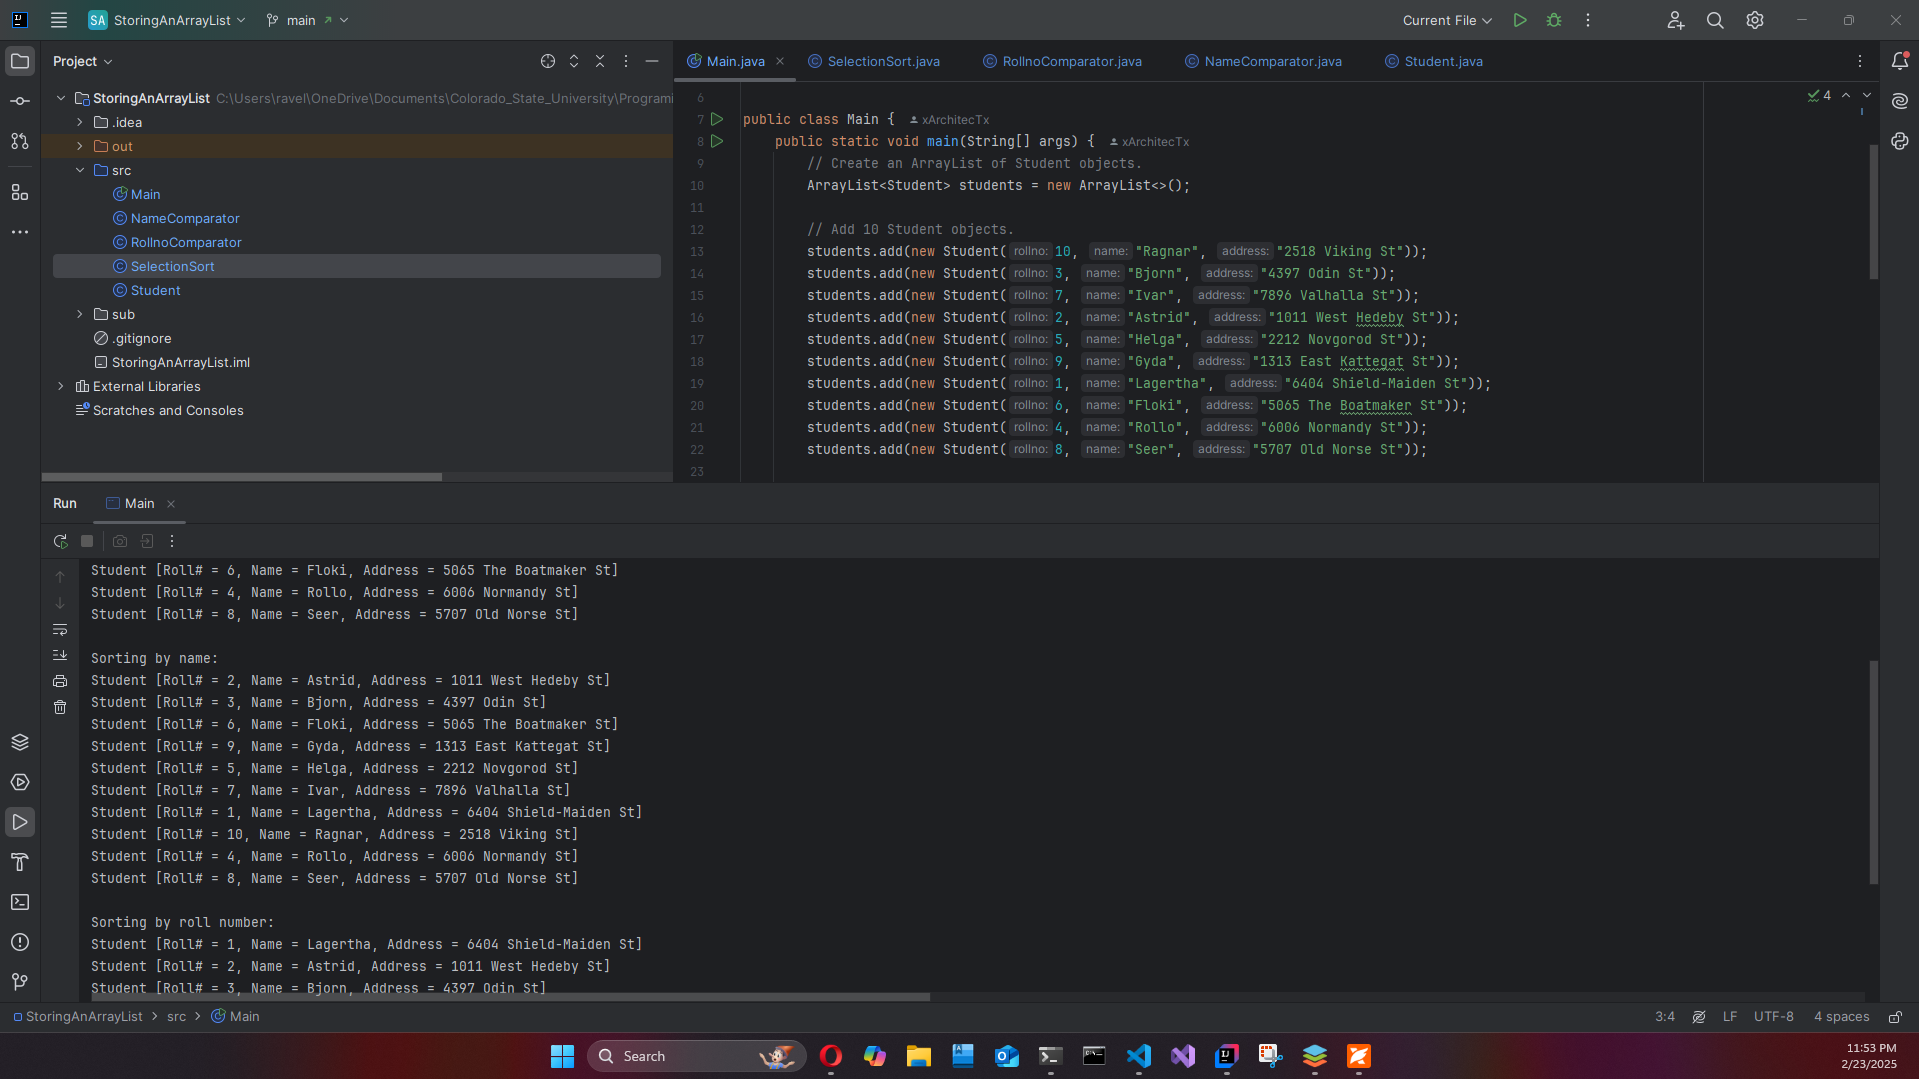 SA StoringAnArrayList main Current File
Project
StoringAnArrayList C:\Users\ravel\OneDrive\Documents\Colorado_State_University\Programi
.idea
out
src
Main
NameComparator
RollnoComparator
SelectionSort
Student
sub
.gitignore
StoringAnArrayList.iml
External Libraries
Scratches and Consoles
Main.java SelectionSort.java RollnoComparator.java NameComparator.java Student.java
4
6
7 public class Main { xArchitecTx
8 public static void main(String[] args) { xArchitecTx
9 // Create an ArrayList of Student objects.
10 ArrayList<Student> students = new ArrayList<>();
11
12 // Add 10 Student objects.
13 students.add(new Student( rollno: 10, name: "Ragnar", address: "2518 Viking St"));
14 students.add(new Student( rollno: 3, name: "Bjorn", address: "4397 Odin St"));
15 students.add(new Student( rollno: 7, name: "Ivar", address: "7896 Valhalla St"));
16 students.add(new Student( rollno: 2, name: "Astrid", address: "1011 West Hedeby St"));
17 students.add(new Student( rollno: 5, name: "Helga", address: "2212 Novgorod St"));
18 students.add(new Student( rollno: 9, name: "Gyda", address: "1313 East Kattegat St"));
19 students.add(new Student( rollno: 1, name: "Lagertha", address: "6404 Shield-Maiden St"));
20 students.add(new Student( rollno: 6, name: "Floki", address: "5065 The Boatmaker St"));
21 students.add(new Student( rollno: 4, name: "Rollo", address: "6006 Normandy St"));
22 students.add(new Student( rollno: 8, name: "Seer", address: "5707 Old Norse St"));
23
Run Main
Student [Roll# = 6, Name = Floki, Address = 5065 The Boatmaker St]
Student [Roll# = 4, Name = Rollo, Address = 6006 Normandy St]
Student [Roll# = 8, Name = Seer, Address = 5707 Old Norse St]
Sorting by name:
Student [Roll# = 2, Name = Astrid, Address = 1011 West Hedeby St]
Student [Roll# = 3, Name = Bjorn, Address = 4397 Odin St]
Student [Roll# = 6, Name = Floki, Address = 5065 The Boatmaker St]
Student [Roll# = 9, Name = Gyda, Address = 1313 East Kattegat St]
Student [Roll# = 5, Name = Helga, Address = 2212 Novgorod St]
Student [Roll# = 7, Name = Ivar, Address = 7896 Valhalla St]
Student [Roll# = 1, Name = Lagertha, Address = 6404 Shield-Maiden St]
Student [Roll# = 10, Name = Ragnar, Address = 2518 Viking St]
Student [Roll# = 4, Name = Rollo, Address = 6006 Normandy St]
Student [Roll# = 8, Name = Seer, Address = 5707 Old Norse St]
Sorting by roll number:
Student [Roll# = 1, Name = Lagertha, Address = 6404 Shield-Maiden St]
Student [Roll# = 2, Name = Astrid, Address = 1011 West Hedeby St]
Student [Roll# = 3, Name = Bjorn, Address = 4397 Odin St]
StoringAnArrayList > src > Main 3:4 LF UTF-8 4 spaces
Search
11:53 PM
2/23/2025